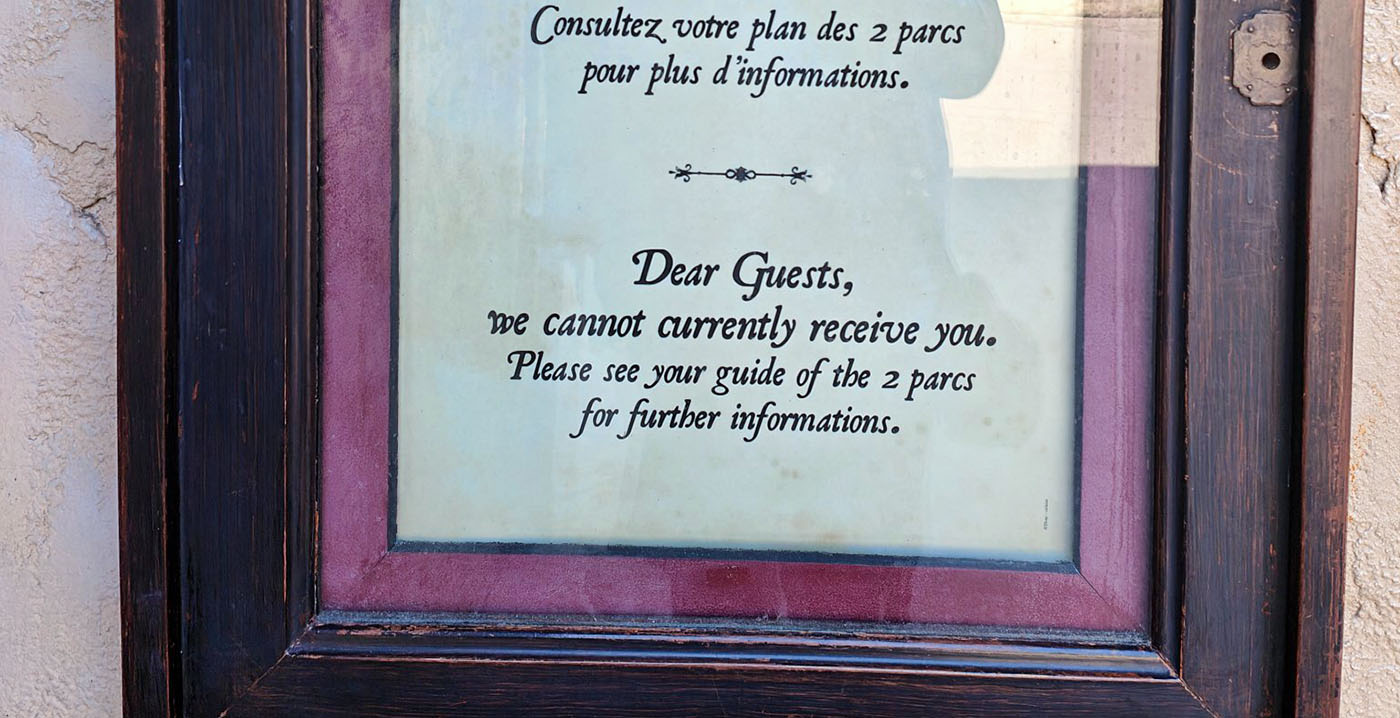 Consultez votre plan des 2 parcs
pour plus d'informations.
Dear Guests,
we cannot currently receive you.
Please see your guide of the 2 parcs
for further informations.